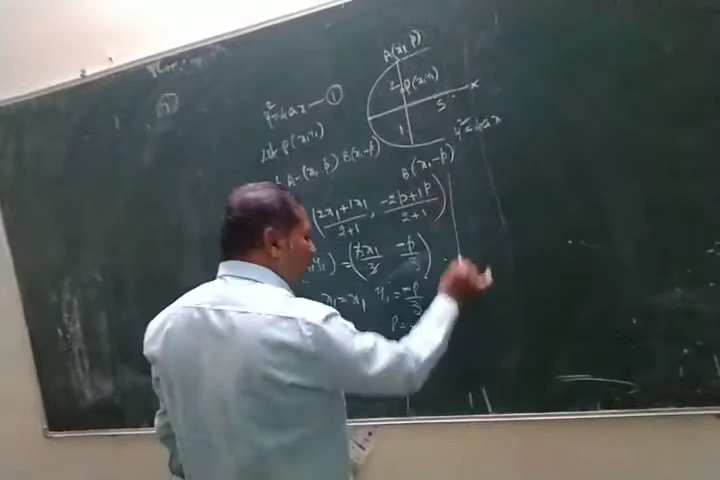 A(x₁ p)
y² = 4ax — ①
P(x₁y₁)
Let P(x₁y₁)
y² = 4ax
A-(x₁ p) B(x₁-p)
B(x₁-p)
(2x₁+1x₁/2+1 , -2p+1p/2+1)
= (3x₁/3 -p/3)
x₁=x₁ y₁=-p/3